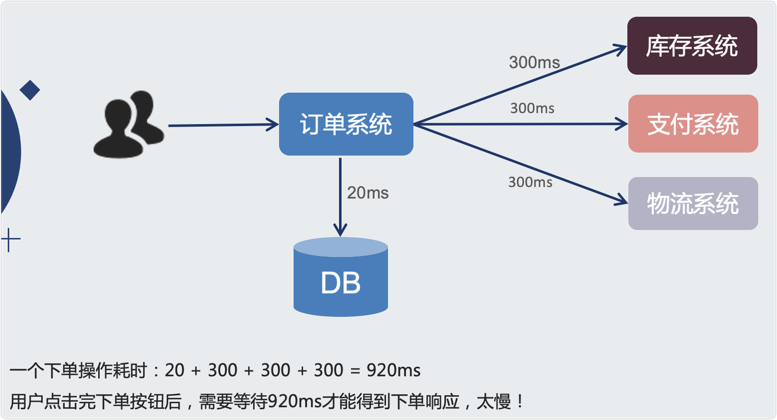 库存系统
300ms
订单系统
300ms
支付系统
300ms
物流系统
20ms
DB
一个下单操作耗时：20 + 300 + 300 + 300 = 920ms
用户点击完下单按钮后，需要等待920ms才能得到下单响应，太慢！